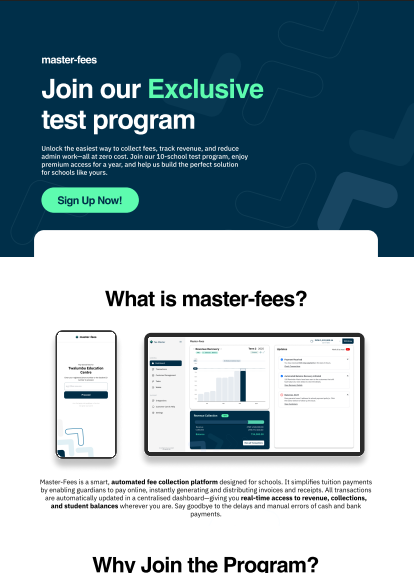 master-fees
Join our Exclusive
test program
Unlock the easiest way to collect fees, track revenue, and reduce
admin work—all at zero cost. Join our 10-school test program, enjoy
premium access for a year, and help us build the perfect solution
for schools like yours.
Sign Up Now!
What is master-fees?
Twalumba Education
Centre
Revenue Recovery
Revenue Collection
Master-Fees is a smart, automated fee collection platform designed for schools. It simplifies tuition payments
by enabling guardians to pay online, instantly generating and distributing invoices and receipts. All transactions
are automatically updated in a centralised dashboard—giving you real-time access to revenue, collections,
and student balances wherever you are. Say goodbye to the delays and manual errors of cash and bank
payments.
Why Join the Program?